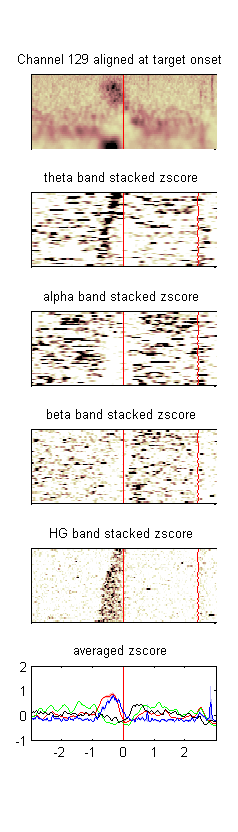 Channel 129 aligned at target onset
theta band stacked zscore
alpha band stacked zscore
beta band stacked zscore
HG band stacked zscore
averaged zscore
2
1
0
-1
-2 -1 0 1 2